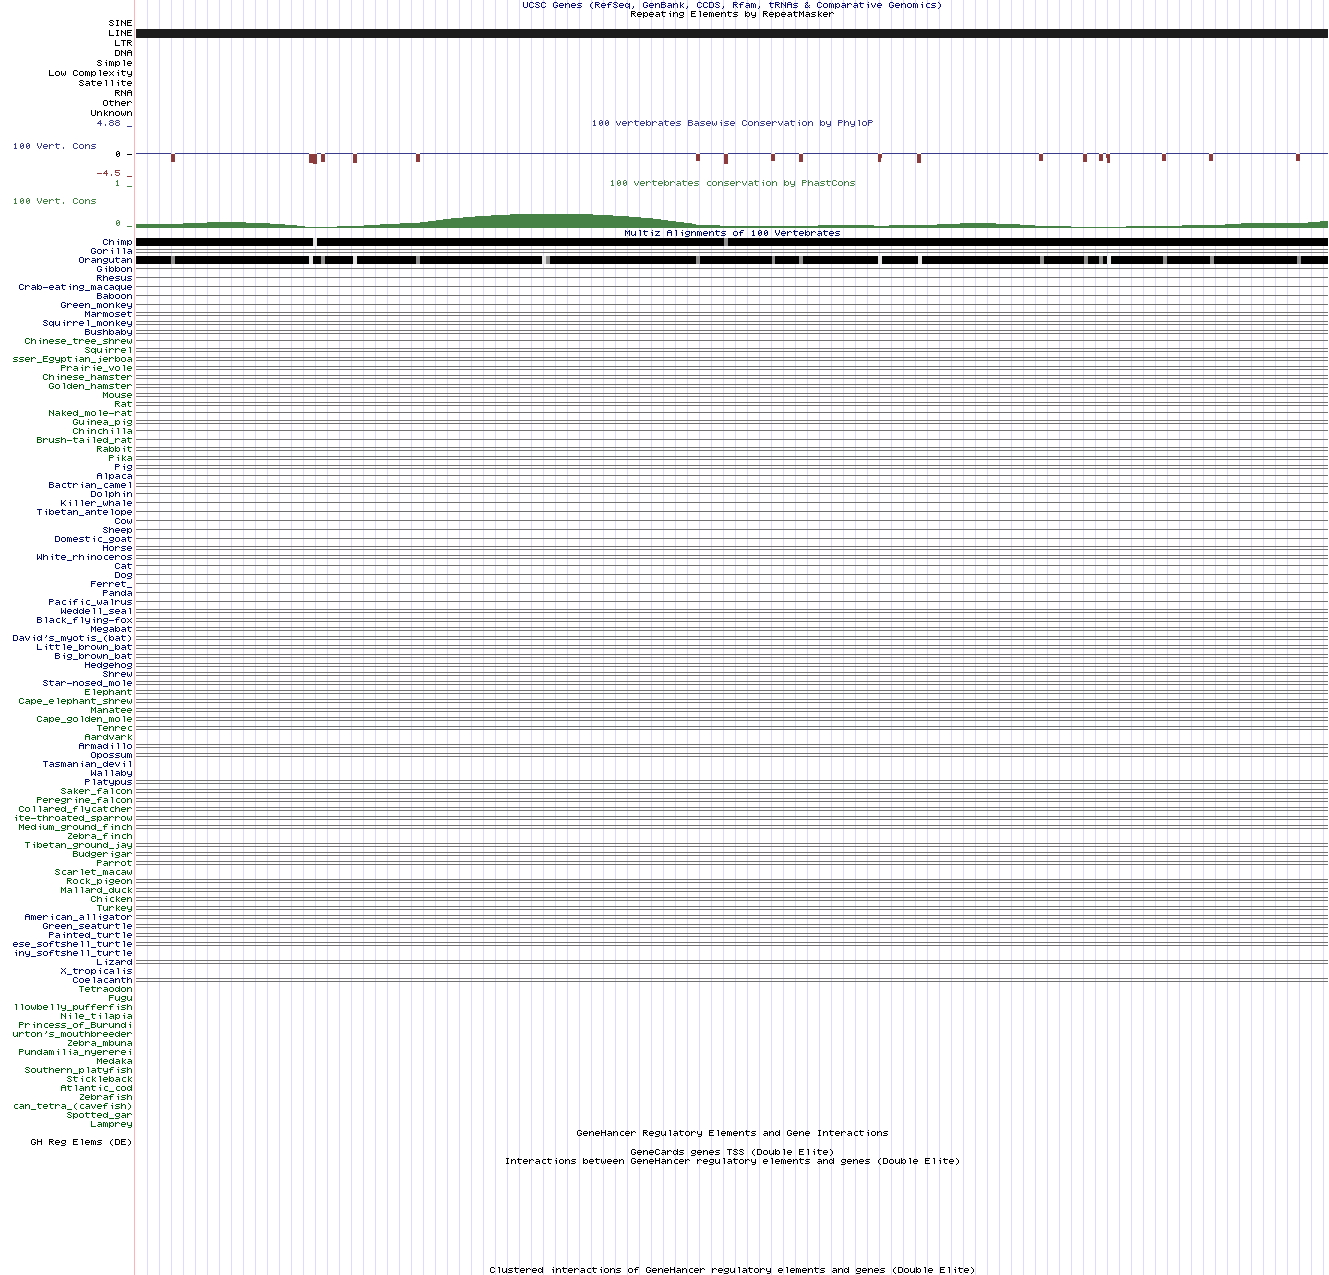 UCSC Genes (RefSeq, GenBank, CCDS, Rfam, tRNAs & Comparative Genomics)
Repeating Elements by RepeatMasker
SINE
LINE
LTR
DNA
Simple
Low Complexity
Satellite
RNA
Other
Unknown
4.88 _
100 vertebrates Basewise Conservation by PhyloP
100 Vert. Cons
0 –
-4.5 _
1 _
100 vertebrates conservation by PhastCons
100 Vert. Cons
0 _
Multiz Alignments of 100 Vertebrates
Chimp
Gorilla
Orangutan
Gibbon
Rhesus
Crab-eating_macaque
Baboon
Green_monkey
Marmoset
Squirrel_monkey
Bushbaby
Chinese_tree_shrew
Squirrel
sser_Egyptian_jerboa
Prairie_vole
Chinese_hamster
Golden_hamster
Mouse
Rat
Naked_mole-rat
Guinea_pig
Chinchilla
Brush-tailed_rat
Rabbit
Pika
Pig
Alpaca
Bactrian_camel
Dolphin
Killer_whale
Tibetan_antelope
Cow
Sheep
Domestic_goat
Horse
White_rhinoceros
Cat
Dog
Ferret_
Panda
Pacific_walrus
Weddell_seal
Black_flying-fox
Megabat
David's_myotis_(bat)
Little_brown_bat
Big_brown_bat
Hedgehog
Shrew
Star-nosed_mole
Elephant
Cape_elephant_shrew
Manatee
Cape_golden_mole
Tenrec
Aardvark
Armadillo
Opossum
Tasmanian_devil
Wallaby
Platypus
Saker_falcon
Peregrine_falcon
Collared_flycatcher
ite-throated_sparrow
Medium_ground_finch
Zebra_finch
Tibetan_ground_jay
Budgerigar
Parrot
Scarlet_macaw
Rock_pigeon
Mallard_duck
Chicken
Turkey
American_alligator
Green_seaturtle
Painted_turtle
ese_softshell_turtle
iny_softshell_turtle
Lizard
X_tropicalis
Coelacanth
Tetraodon
Fugu
llowbelly_pufferfish
Nile_tilapia
Princess_of_Burundi
urton's_mouthbreeder
Zebra_mbuna
Pundamilia_nyererei
Medaka
Southern_platyfish
Stickleback
Atlantic_cod
Zebrafish
can_tetra_(cavefish)
Spotted_gar
Lamprey
GeneHancer Regulatory Elements and Gene Interactions
GH Reg Elems (DE)
GeneCards genes TSS (Double Elite)
Interactions between GeneHancer regulatory elements and genes (Double Elite)
Clustered interactions of GeneHancer regulatory elements and genes (Double Elite)